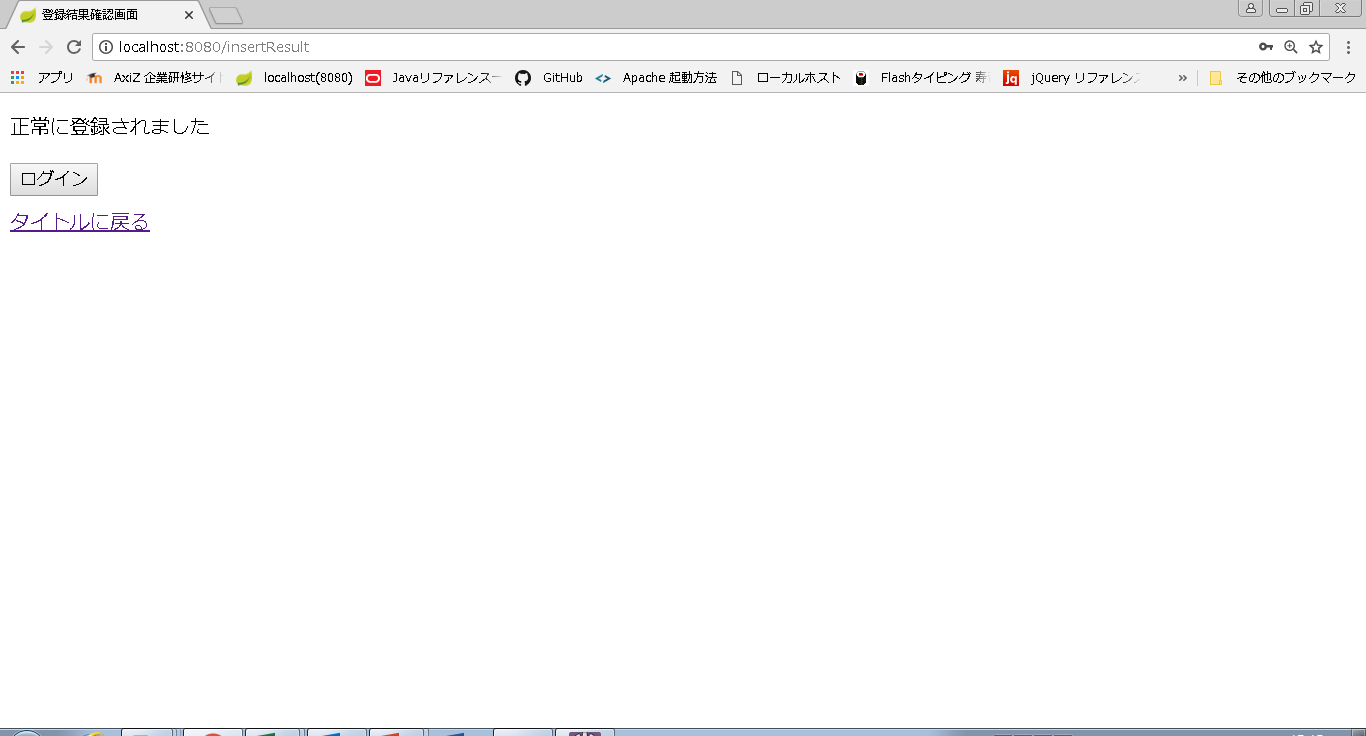 登録結果確認画面
localhost:8080/insertResult
アプリ AxiZ 企業研修サイ localhost(8080) Javaリファレンス GitHub Apache 起動方法 ローカルホスト Flashタイピング 寿 jQuery リファレン » その他のブックマーク
正常に登録されました
ログイン
タイトルに戻る